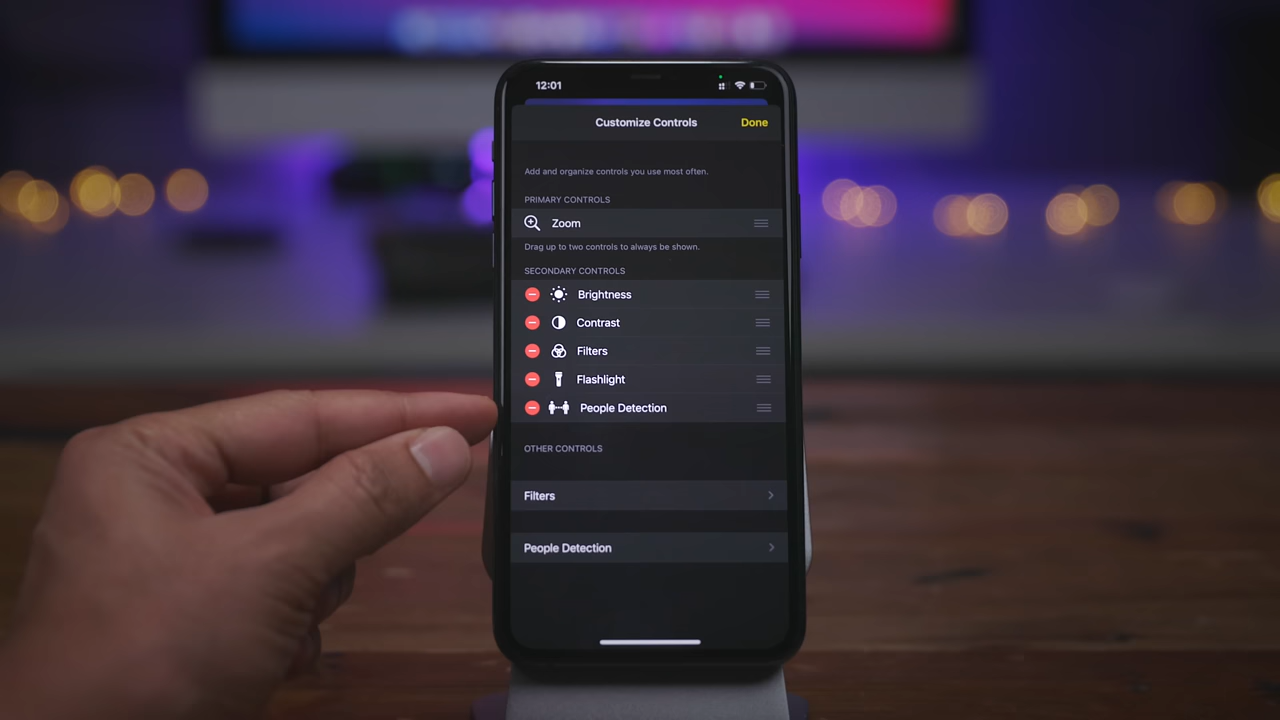 12:01
Customize Controls
Done
Add and organize controls you use most often.
PRIMARY CONTROLS
Zoom
Drag up to two controls to always be shown.
SECONDARY CONTROLS
Brightness
Contrast
Filters
Flashlight
People Detection
OTHER CONTROLS
Filters
People Detection